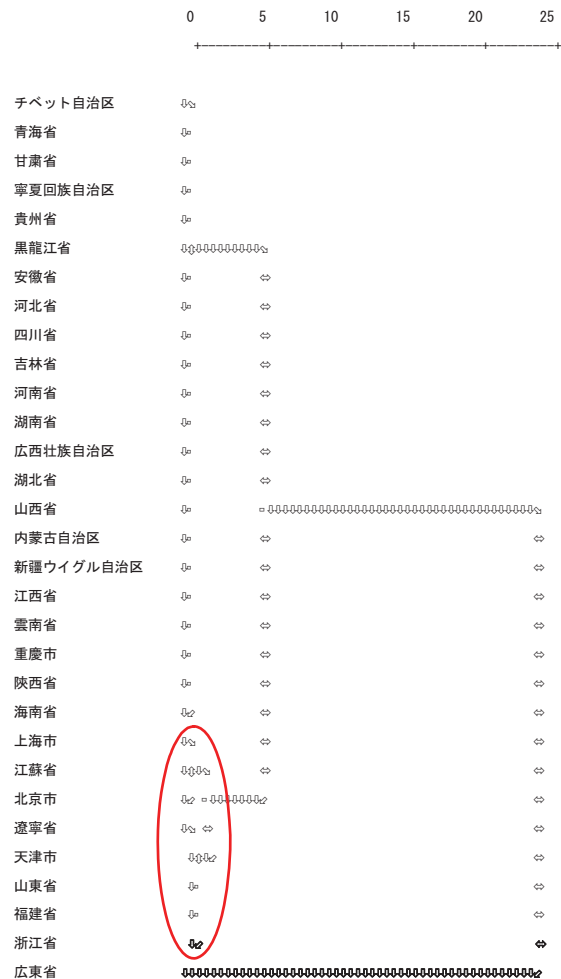 0 5 10 15 20 25
チベット自治区
青海省
甘粛省
寧夏回族自治区
貴州省
黒龍江省
安徽省
河北省
四川省
吉林省
河南省
湖南省
広西壮族自治区
湖北省
山西省
内蒙古自治区
新疆ウイグル自治区
江西省
雲南省
重慶市
陝西省
海南省
上海市
江蘇省
北京市
遼寧省
天津市
山東省
福建省
浙江省
広東省